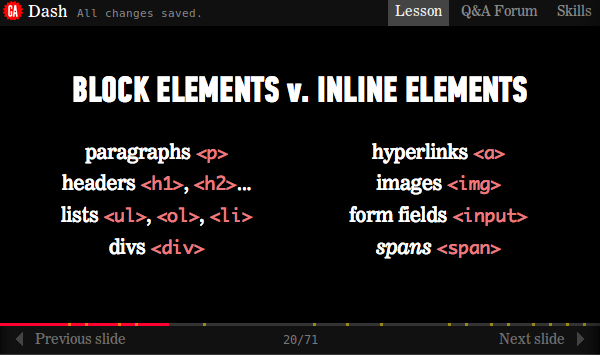 GA Dash All changes saved. Lesson Q&A Forum Skills
BLOCK ELEMENTS v. INLINE ELEMENTS
paragraphs <p>
headers <h1>, <h2>...
lists <ul>, <ol>, <li>
divs <div>
hyperlinks <a>
images <img>
form fields <input>
spans <span>
Previous slide 20/71 Next slide